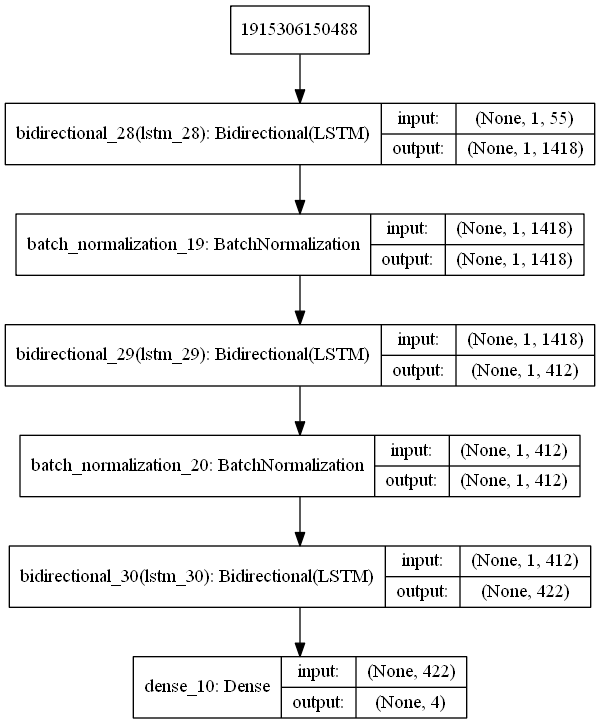 1915306150488
bidirectional_28(lstm_28): Bidirectional(LSTM)
input: (None, 1, 55)
output: (None, 1, 1418)
batch_normalization_19: BatchNormalization
input: (None, 1, 1418)
output: (None, 1, 1418)
bidirectional_29(lstm_29): Bidirectional(LSTM)
input: (None, 1, 1418)
output: (None, 1, 412)
batch_normalization_20: BatchNormalization
input: (None, 1, 412)
output: (None, 1, 412)
bidirectional_30(lstm_30): Bidirectional(LSTM)
input: (None, 1, 412)
output: (None, 422)
dense_10: Dense
input: (None, 422)
output: (None, 4)